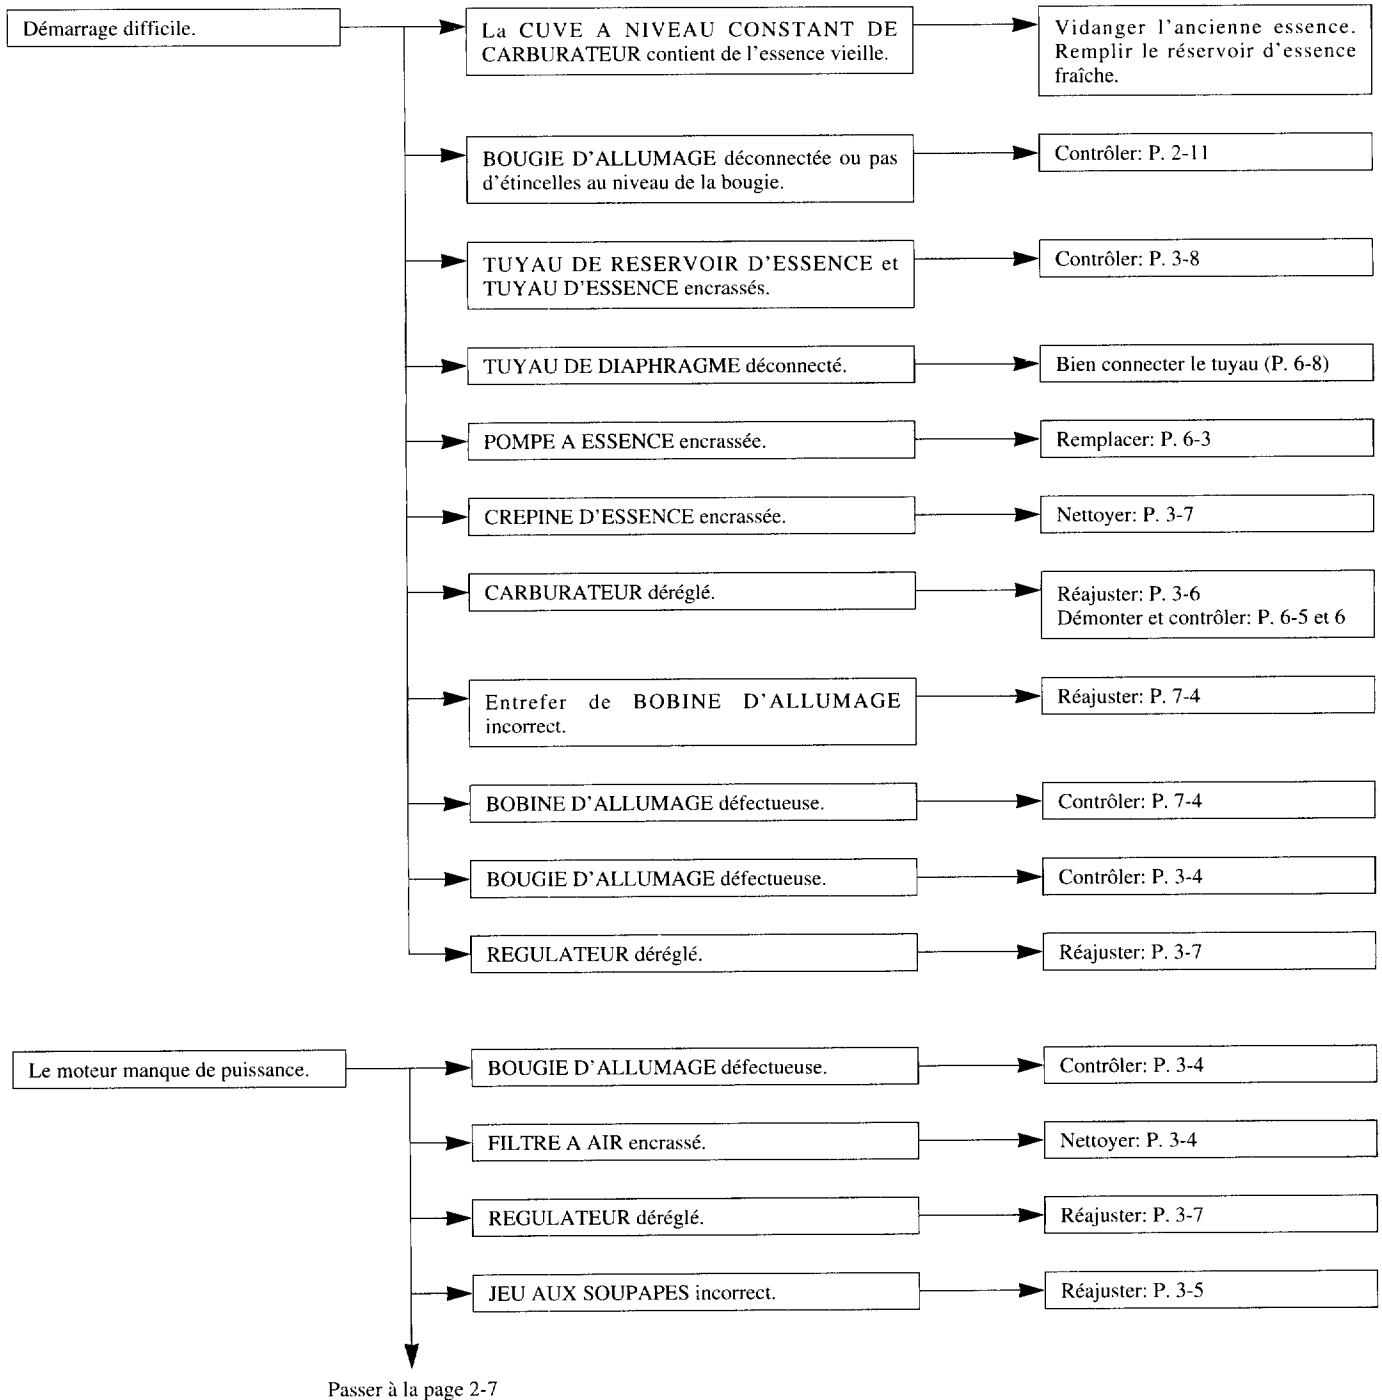 Démarrage difficile.
La CUVE A NIVEAU CONSTANT DE
CARBURATEUR contient de l'essence vieille.
Vidanger l'ancienne essence.
Remplir le réservoir d'essence
fraîche.
BOUGIE D'ALLUMAGE déconnectée ou pas
d'étincelles au niveau de la bougie.
Contrôler: P. 2-11
TUYAU DE RESERVOIR D'ESSENCE et
TUYAU D'ESSENCE encrassés.
Contrôler: P. 3-8
TUYAU DE DIAPHRAGME déconnecté.
Bien connecter le tuyau (P. 6-8)
POMPE A ESSENCE encrassée.
Remplacer: P. 6-3
CREPINE D'ESSENCE encrassée.
Nettoyer: P. 3-7
CARBURATEUR déréglé.
Réajuster: P. 3-6
Démonter et contrôler: P. 6-5 et 6
Entrefer de BOBINE D'ALLUMAGE
incorrect.
Réajuster: P. 7-4
BOBINE D'ALLUMAGE défectueuse.
Contrôler: P. 7-4
BOUGIE D'ALLUMAGE défectueuse.
Contrôler: P. 3-4
REGULATEUR déréglé.
Réajuster: P. 3-7
Le moteur manque de puissance.
BOUGIE D'ALLUMAGE défectueuse.
Contrôler: P. 3-4
FILTRE A AIR encrassé.
Nettoyer: P. 3-4
REGULATEUR déréglé.
Réajuster: P. 3-7
JEU AUX SOUPAPES incorrect.
Réajuster: P. 3-5
Passer à la page 2-7